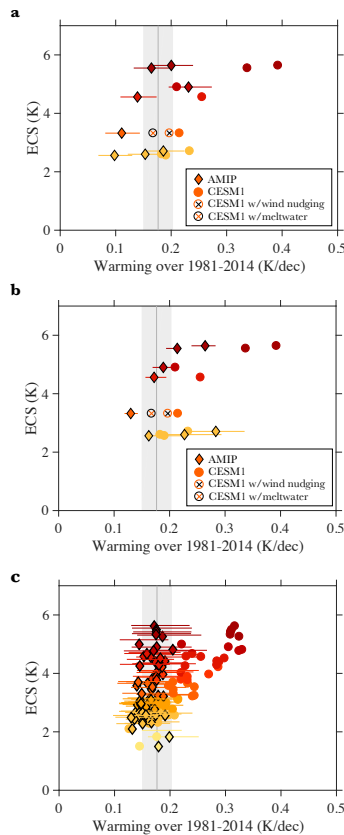 a
8
6
4
2
0
ECS (K)
AMIP
CESM1
CESM1 w/wind nudging
CESM1 w/meltwater
0 0.1 0.2 0.3 0.4 0.5
Warming over 1981-2014 (K/dec)
b
8
6
4
2
0
ECS (K)
AMIP
CESM1
CESM1 w/wind nudging
CESM1 w/meltwater
0 0.1 0.2 0.3 0.4 0.5
Warming over 1981-2014 (K/dec)
c
8
6
4
2
0
ECS (K)
0 0.1 0.2 0.3 0.4 0.5
Warming over 1981-2014 (K/dec)